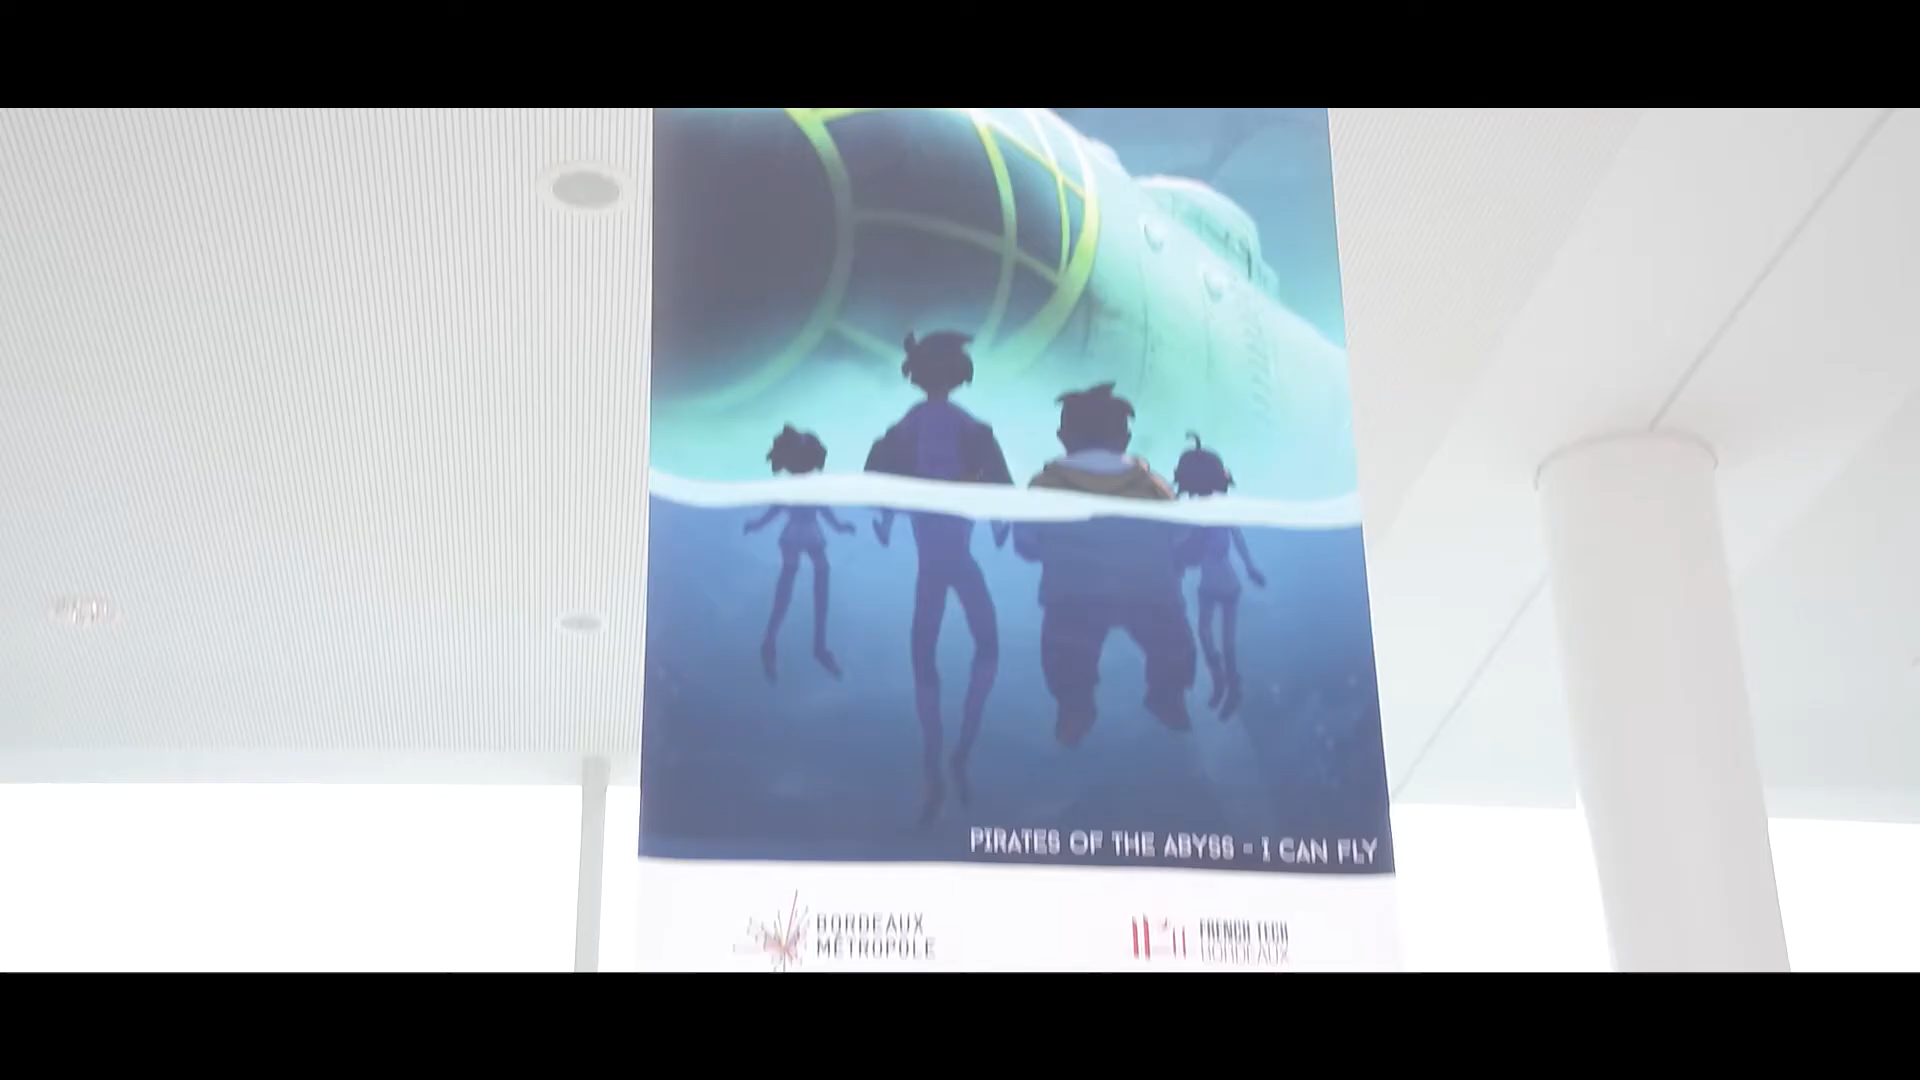 PIRATES OF THE ABYSS - I CAN FLY
BORDEAUX
MÉTROPOLE
FRENCH TECH
BORDEAUX